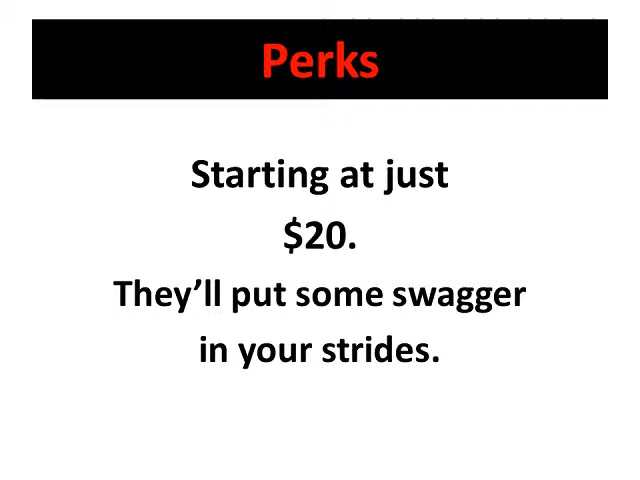 Perks
Starting at just
$20.
They’ll put some swagger
in your strides.